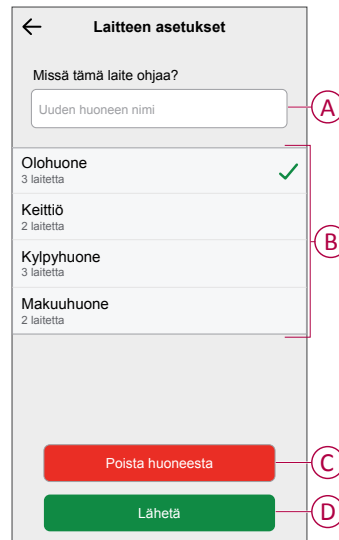 Laitteen asetukset
Missä tämä laite ohjaa?
Uuden huoneen nimi
A
Olohuone
3 laitetta
Keittiö
2 laitetta
B
Kylpyhuone
3 laitetta
Makuuhuone
2 laitetta
Poista huoneesta
C
Lähetä
D